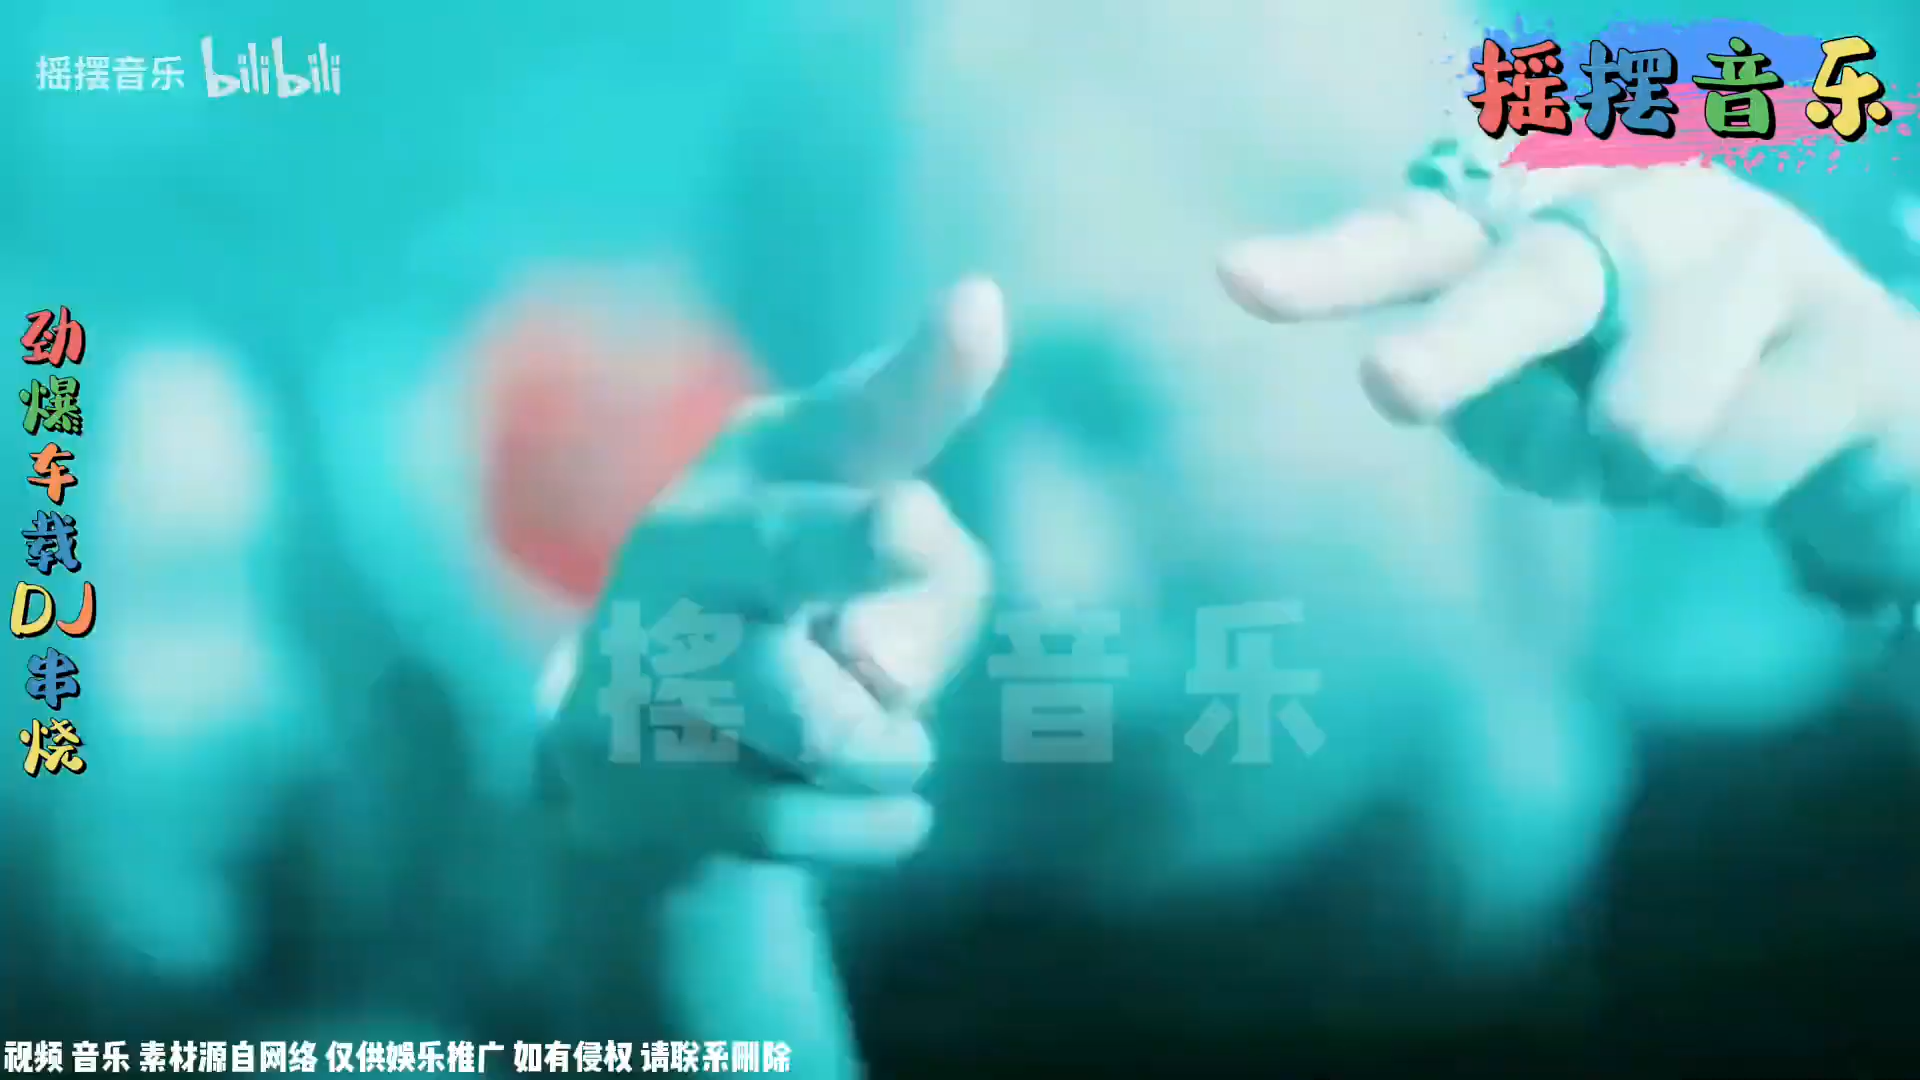 摇摆音乐 bilibili
摇摆音乐
劲爆车载DJ串烧
摇 音乐
视频 音乐 素材源自网络 仅供娱乐推广 如有侵权 请联系删除